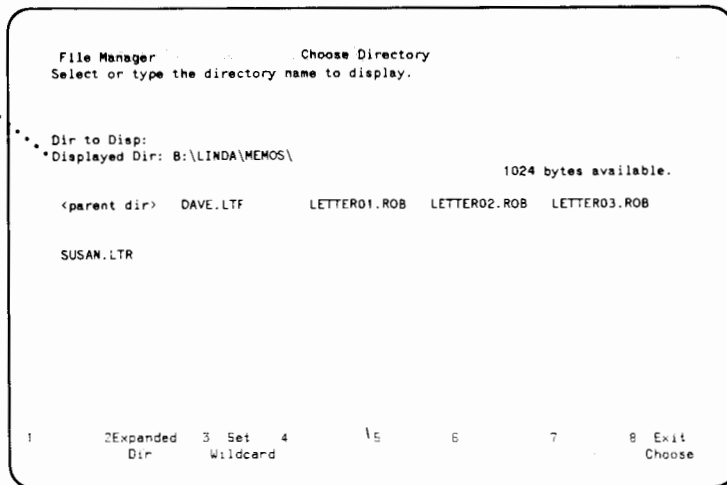 File Manager Choose Directory
Select or type the directory name to display.
Dir to Disp:
Displayed Dir: B:\LINDA\MEMOS\
1024 bytes available.
<parent dir> DAVE.LTF LETTER01.ROB LETTER02.ROB LETTER03.ROB
SUSAN.LTR
1 2Expanded 3 Set 4 5 6 7 8 Exit
Dir Wildcard Choose